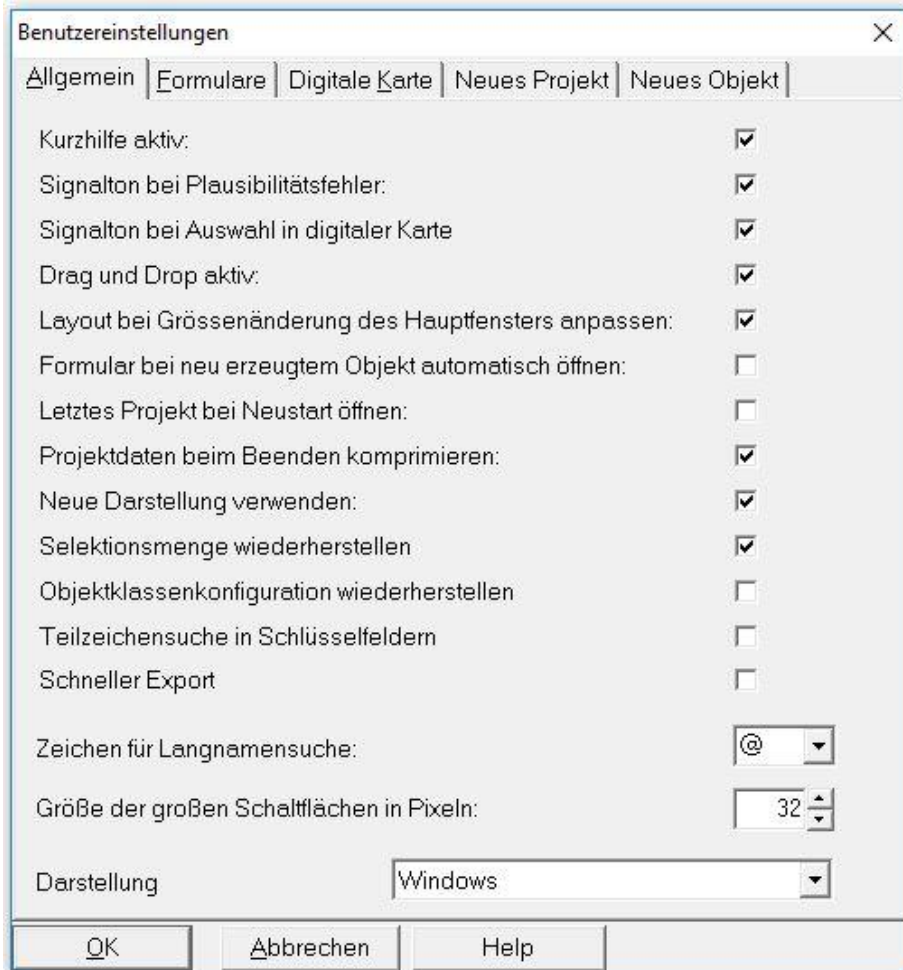 Benutzereinstellungen
Allgemein Formulare Digitale Karte Neues Projekt Neues Objekt
Kurzhilfe aktiv:
Signalton bei Plausibilitätsfehler:
Signalton bei Auswahl in digitaler Karte
Drag und Drop aktiv:
Layout bei Grössenänderung des Hauptfensters anpassen:
Formular bei neu erzeugtem Objekt automatisch öffnen:
Letztes Projekt bei Neustart öffnen:
Projektdaten beim Beenden komprimieren:
Neue Darstellung verwenden:
Selektionsmenge wiederherstellen
Objektklassenkonfiguration wiederherstellen
Teilzeichensuche in Schlüsselfeldern
Schneller Export
Zeichen für Langnamensuche: @
Größe der großen Schaltflächen in Pixeln: 32
Darstellung Windows
OK Abbrechen Help